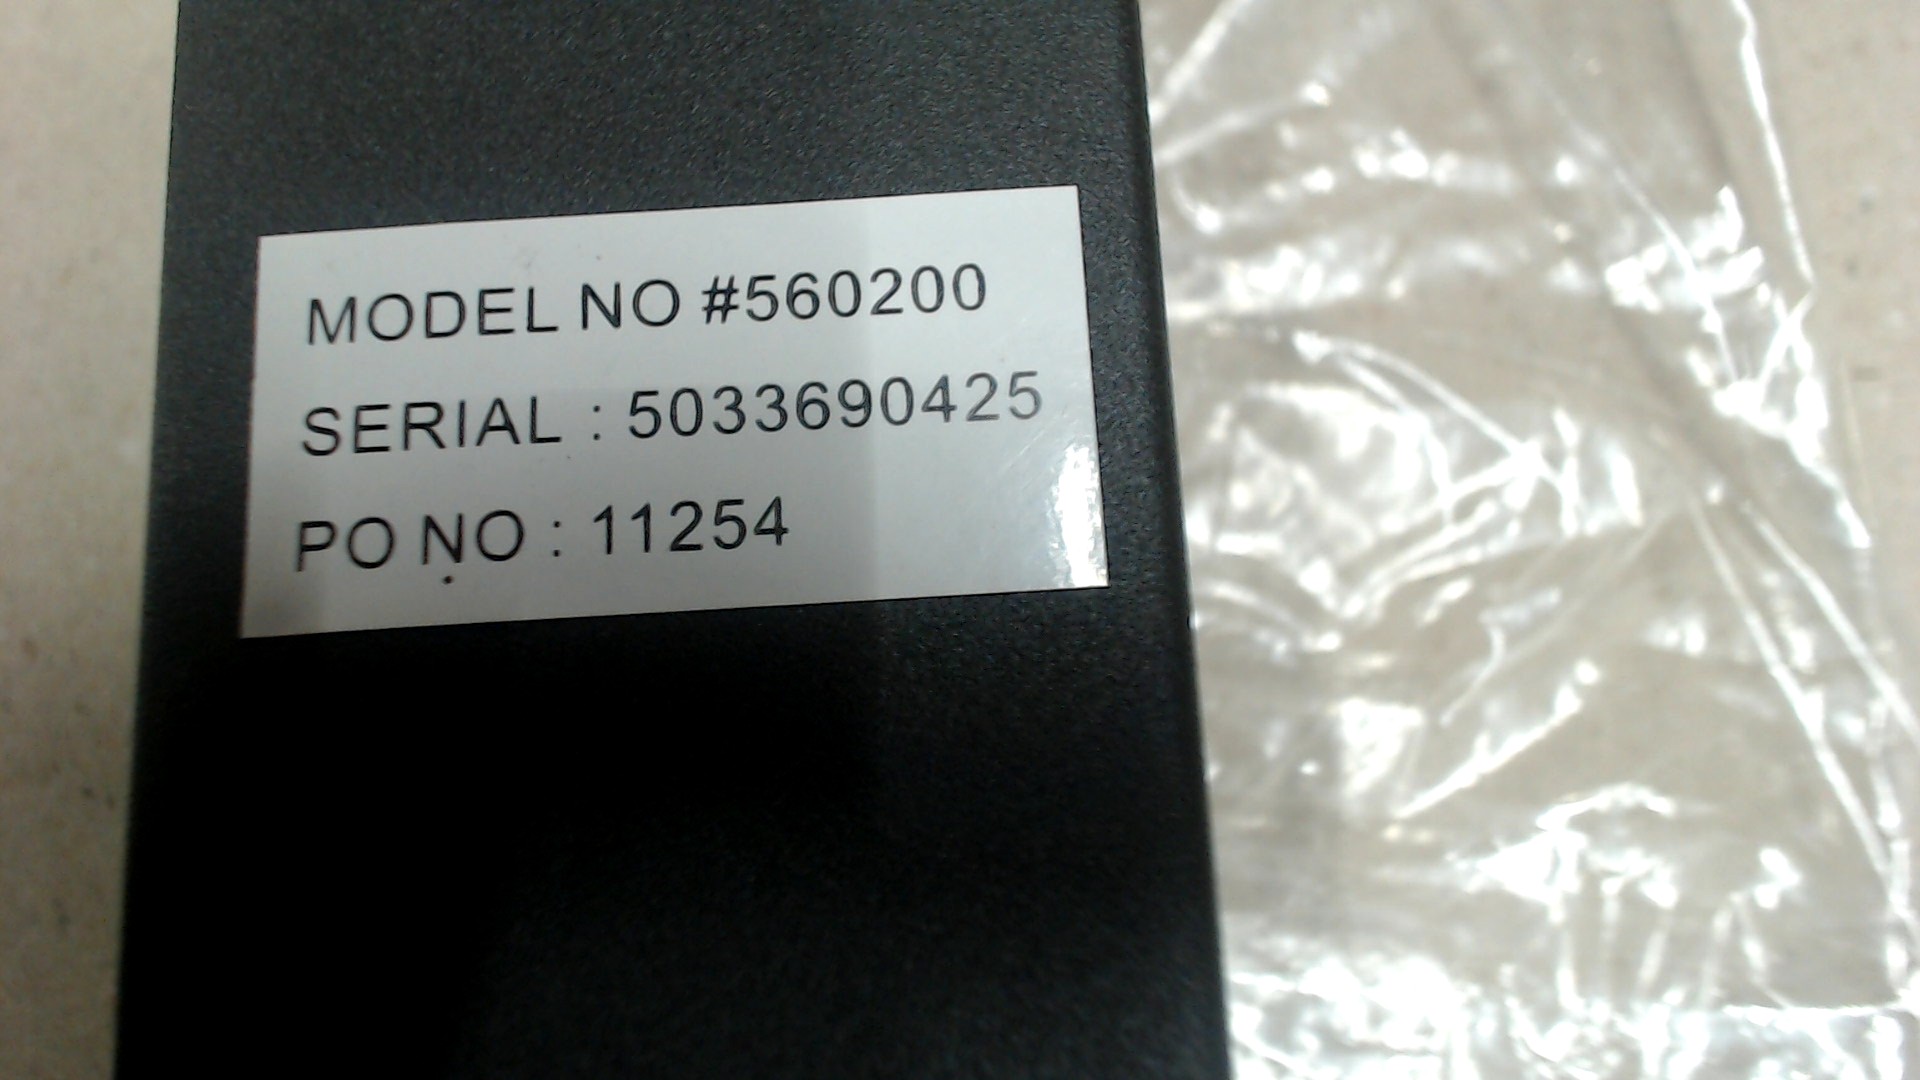 MODEL NO #560200
SERIAL : 5033690425
PO NO : 11254